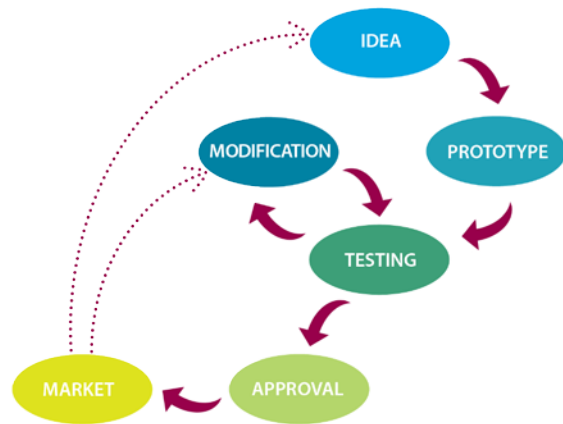 IDEA
MODIFICATION
PROTOTYPE
TESTING
MARKET
APPROVAL